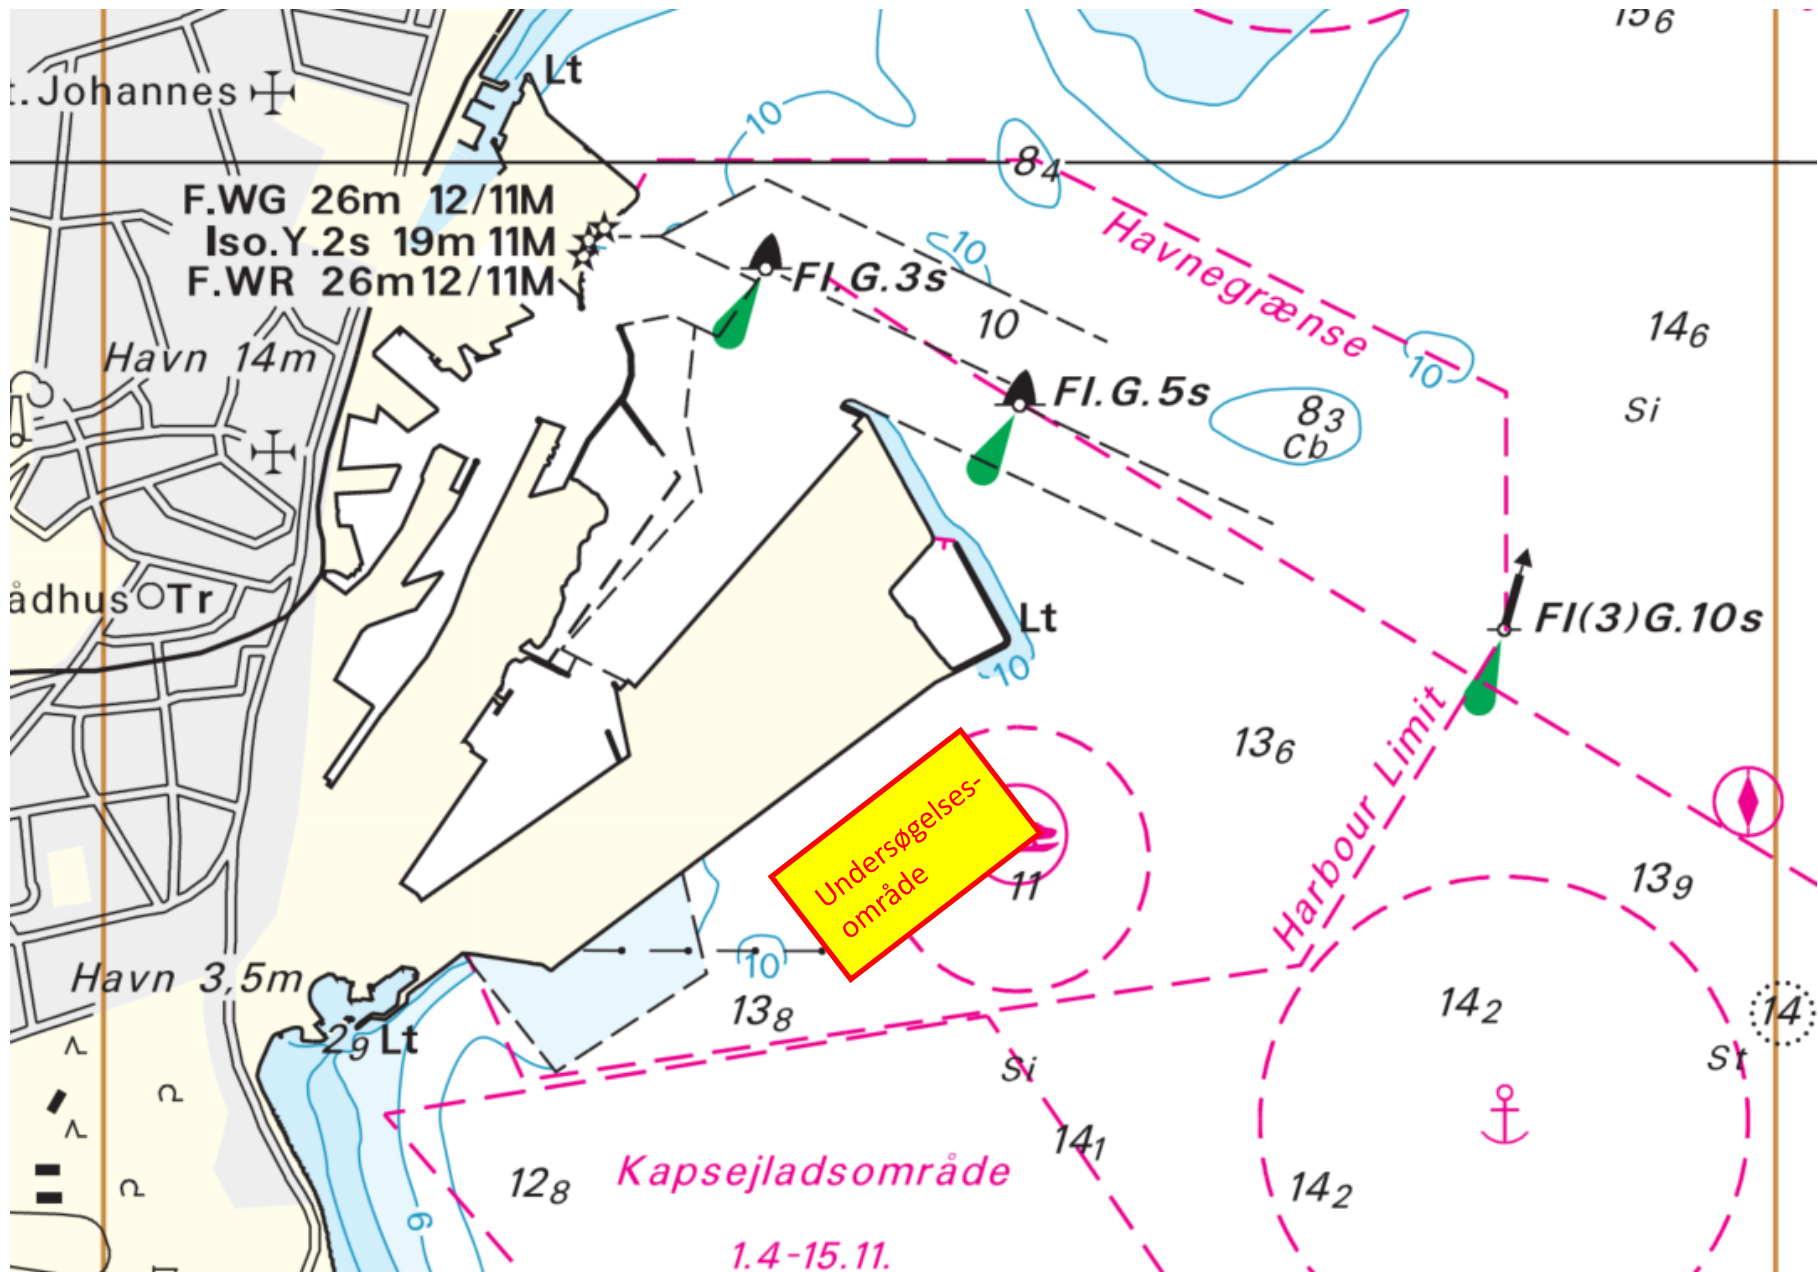 15₆
Lt
t. Johannes
10
8₄
F.WG 26m 12/11M
Iso.Y.2s 19m 11M
F.WR 26m 12/11M
Havnegrænse
10
Fl.G.3s
10
14₆
Havn 14m
10
Fl.G.5s
8₃
Cb
Si
ådhus
Tr
Lt
Fl(3)G.10s
10
13₆
Harbour Limit
Undersøgelses-
område
11
13₉
Havn 3,5m
10
13₈
14₂
14
2₉
Lt
Si
St
14₁
Kapsejladsområde
12₈
14₂
6
1.4-15.11.